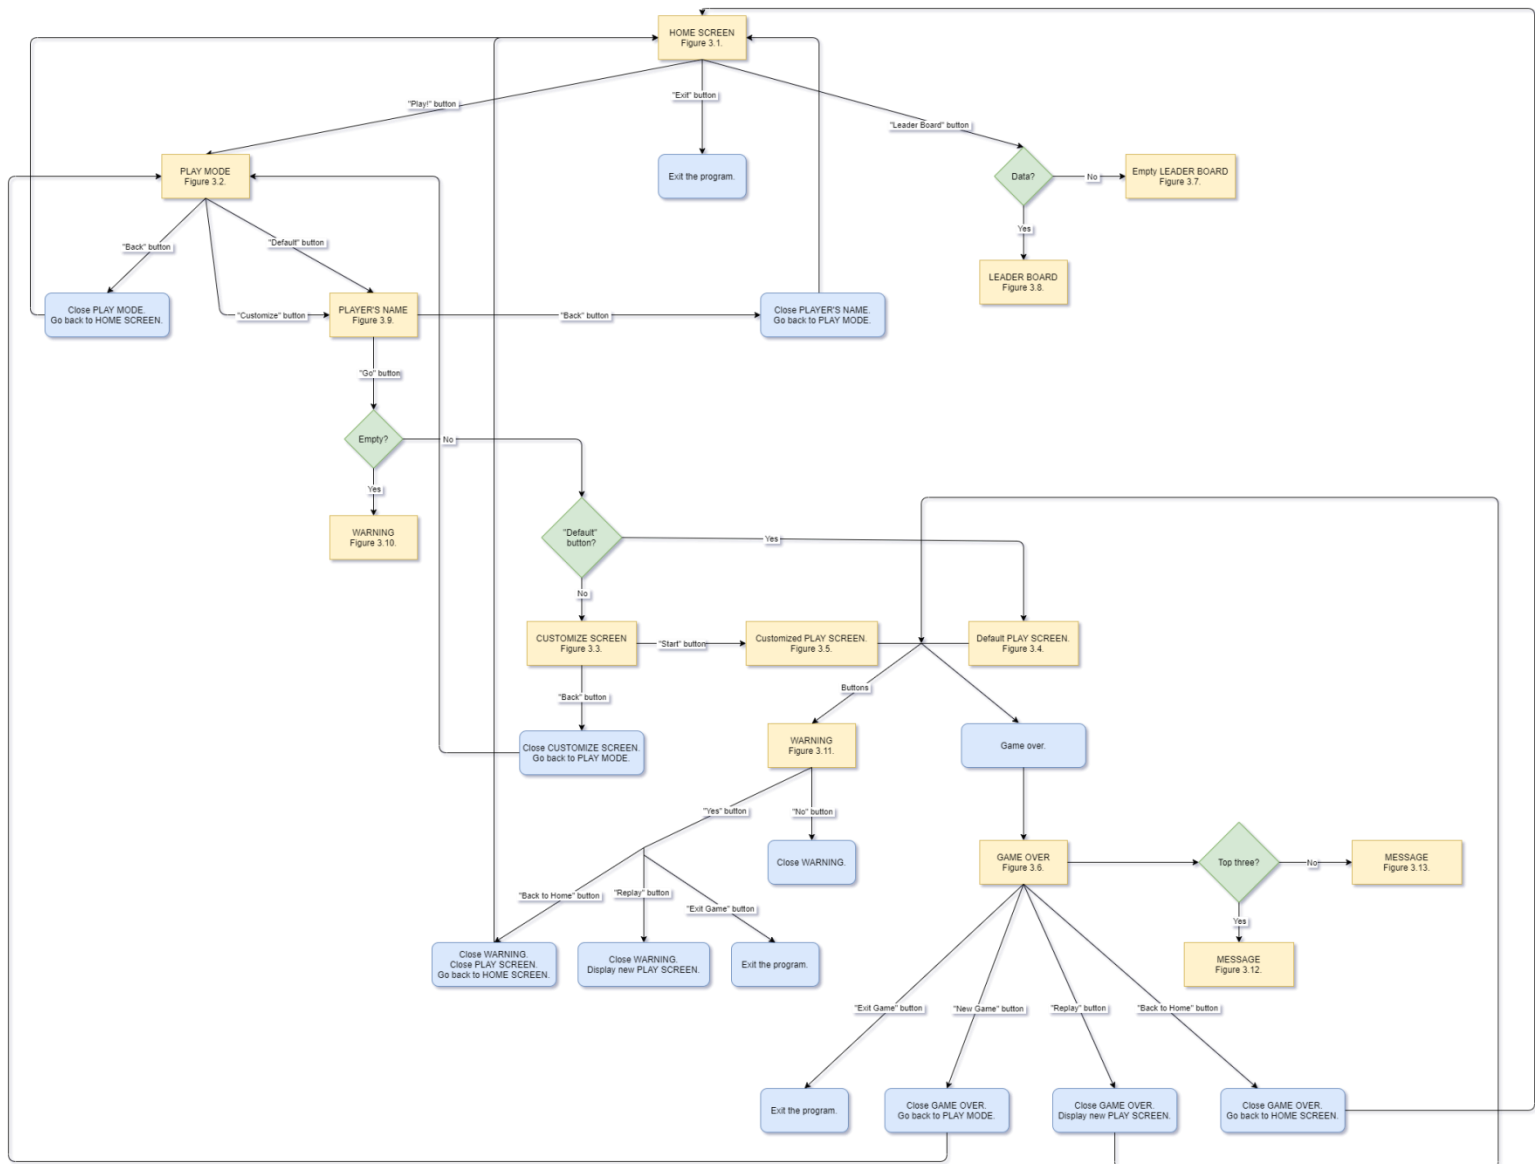 HOME SCREEN
Figure 3.1.
"Play!" button
"Exit" button
"Leader Board" button
PLAY MODE
Figure 3.2.
Exit the program.
Data?
No
Empty LEADER BOARD
Figure 3.7.
Yes
LEADER BOARD
Figure 3.8.
"Back" button
"Default" button
"Customize" button
Close PLAY MODE.
Go back to HOME SCREEN.
PLAYER'S NAME
Figure 3.9.
"Back" button
Close PLAYER'S NAME.
Go back to PLAY MODE.
"Go" button
Empty?
No
Yes
WARNING
Figure 3.10.
"Default"
button?
Yes
No
CUSTOMIZE SCREEN
Figure 3.3.
"Start" button
Customized PLAY SCREEN.
Figure 3.5.
Default PLAY SCREEN.
Figure 3.4.
"Back" button
Close CUSTOMIZE SCREEN.
Go back to PLAY MODE.
Buttons
WARNING
Figure 3.11.
Game over.
"Yes" button
"No" button
Close WARNING.
"Back to Home" button
"Replay" button
"Exit Game" button
Close WARNING.
Close PLAY SCREEN.
Go back to HOME SCREEN.
Close WARNING.
Display new PLAY SCREEN.
Exit the program.
GAME OVER
Figure 3.6.
Top three?
No
MESSAGE
Figure 3.13.
Yes
MESSAGE
Figure 3.12.
"Exit Game" button
"New Game" button
"Replay" button
"Back to Home" button
Exit the program.
Close GAME OVER.
Go back to PLAY MODE.
Close GAME OVER.
Display new PLAY SCREEN.
Close GAME OVER.
Go back to HOME SCREEN.